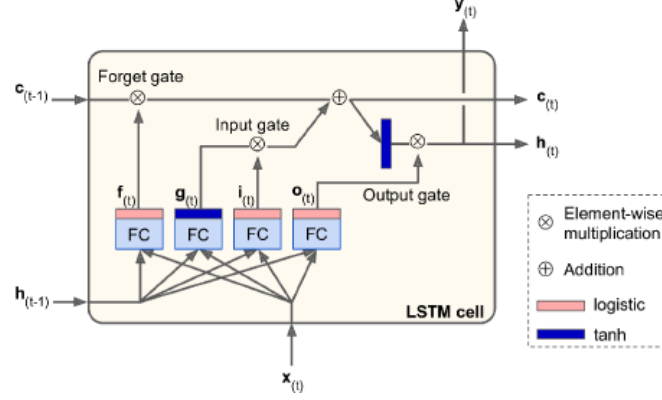 y(t)
Forget gate
c(t-1)
c(t)
Input gate
h(t)
f(t)
g(t)
i(t)
o(t)
Output gate
FC
FC
FC
FC
h(t-1)
LSTM cell
x(t)
Element-wise
multiplication
Addition
logistic
tanh